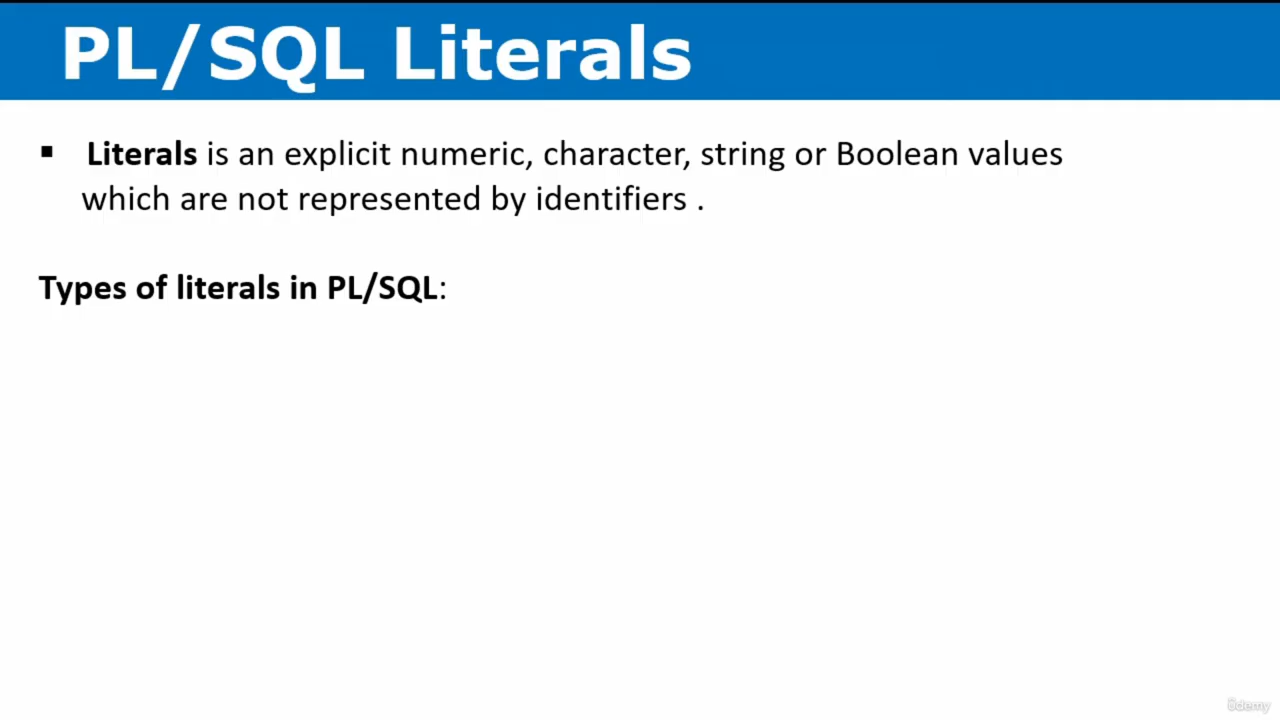 PL/SQL Literals
▪ Literals is an explicit numeric, character, string or Boolean values
which are not represented by identifiers .
Types of literals in PL/SQL:
ûdemy